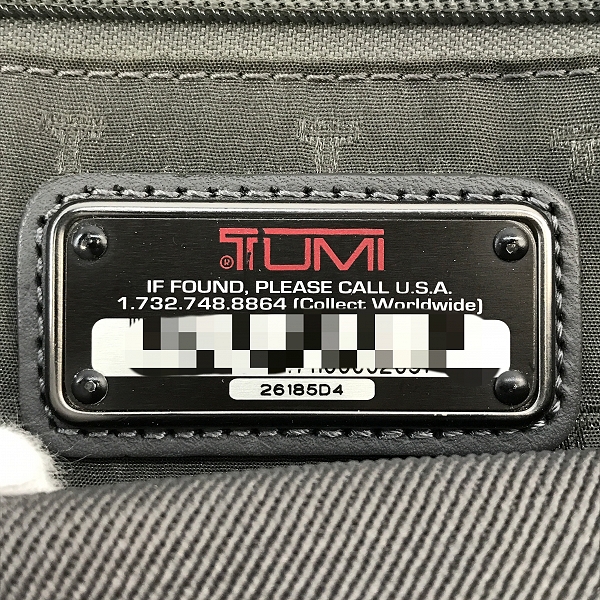 ®TUMI
IF FOUND, PLEASE CALL U.S.A.
1.732.748.8864 (Collect Worldwide)
26185D4